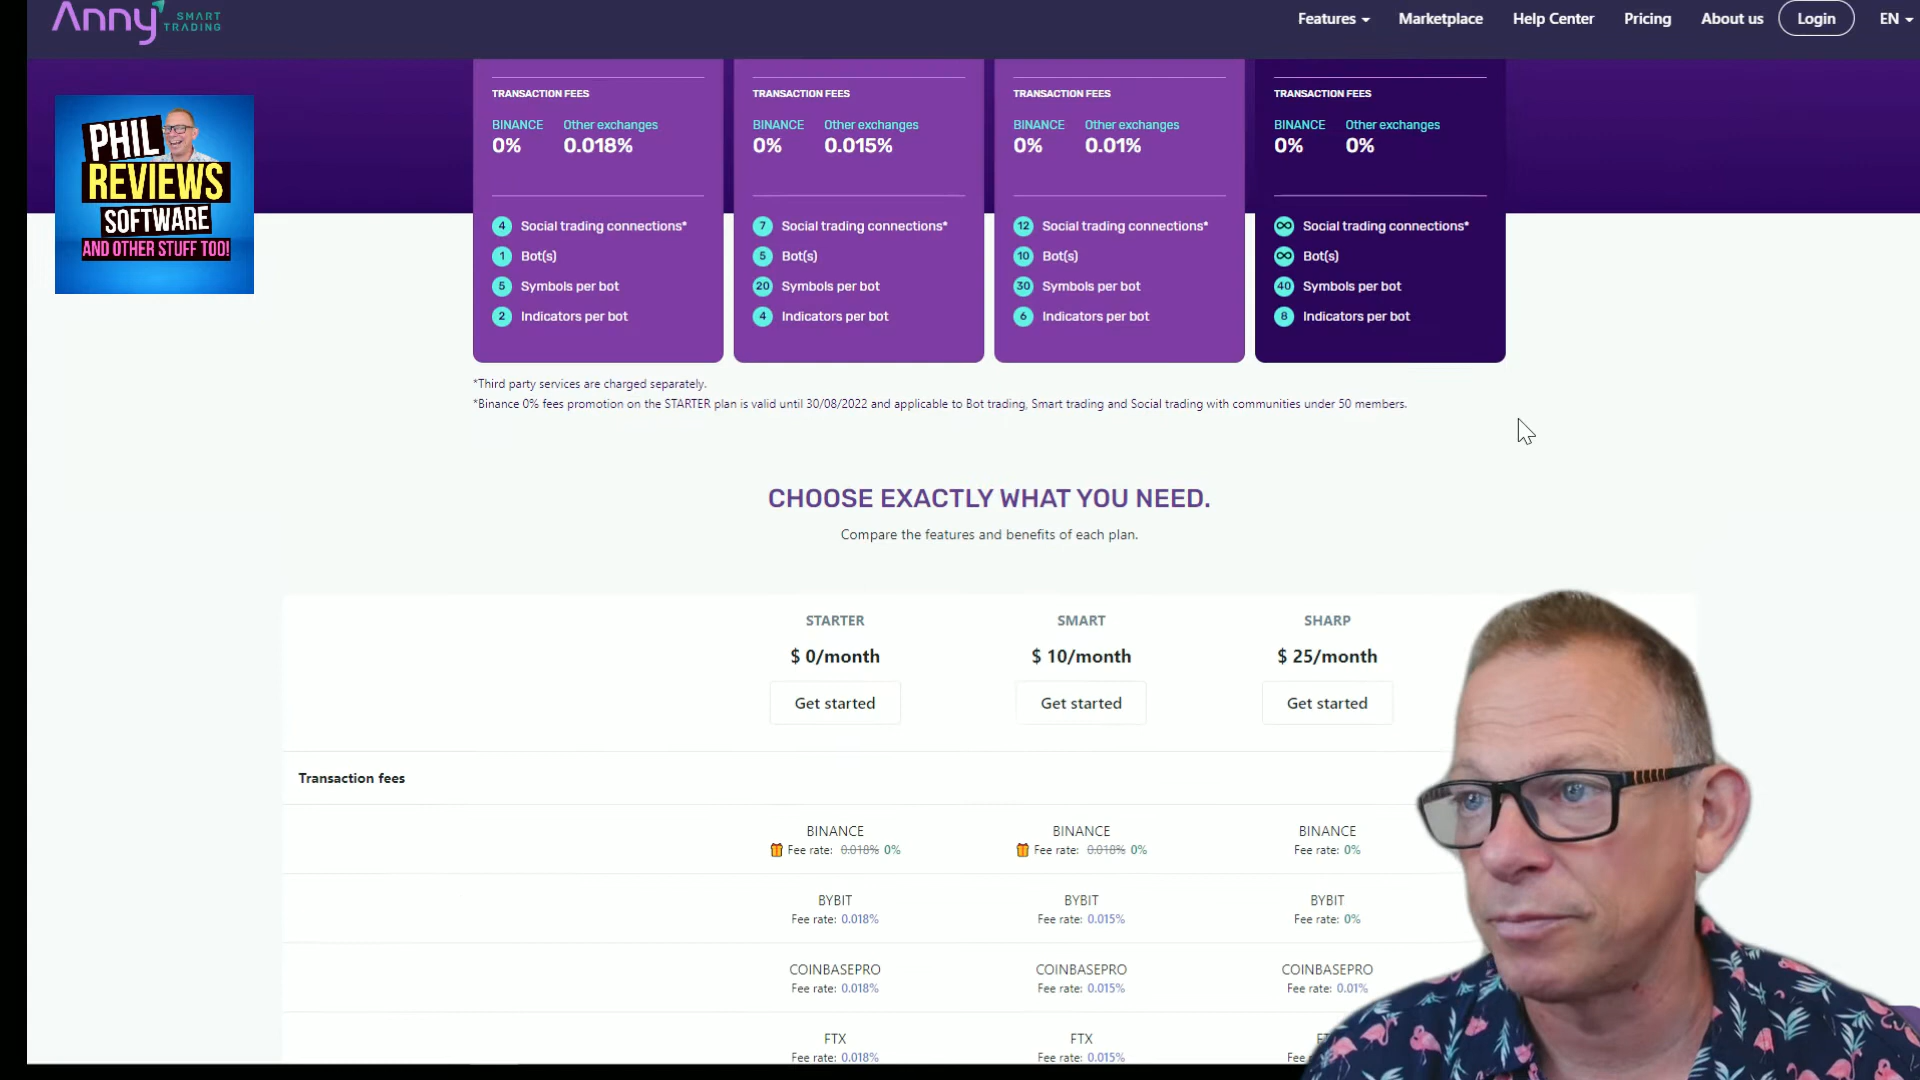 Anny SMART TRADING
Features Marketplace Help Center Pricing About us Login EN
PHIL
REVIEWS
SOFTWARE
AND OTHER STUFF TOO!
TRANSACTION FEES
BINANCE Other exchanges
0% 0.018%
4 Social trading connections*
1 Bot(s)
5 Symbols per bot
2 Indicators per bot
TRANSACTION FEES
BINANCE Other exchanges
0% 0.015%
7 Social trading connections*
5 Bot(s)
20 Symbols per bot
4 Indicators per bot
TRANSACTION FEES
BINANCE Other exchanges
0% 0.01%
12 Social trading connections*
10 Bot(s)
30 Symbols per bot
6 Indicators per bot
TRANSACTION FEES
BINANCE Other exchanges
0% 0%
∞ Social trading connections*
∞ Bot(s)
40 Symbols per bot
8 Indicators per bot
*Third party services are charged separately.
*Binance 0% fees promotion on the STARTER plan is valid until 30/08/2022 and applicable to Bot trading, Smart trading and Social trading with communities under 50 members.
CHOOSE EXACTLY WHAT YOU NEED.
Compare the features and benefits of each plan.
STARTER SMART SHARP
$ 0/month $ 10/month $ 25/month
Get started Get started Get started
Transaction fees
BINANCE BINANCE BINANCE
Fee rate: 0.018% 0% Fee rate: 0.018% 0% Fee rate: 0%
BYBIT BYBIT BYBIT
Fee rate: 0.018% Fee rate: 0.015% Fee rate: 0%
COINBASEPRO COINBASEPRO COINBASEPRO
Fee rate: 0.018% Fee rate: 0.015% Fee rate: 0.01%
FTX FTX
Fee rate: 0.018% Fee rate: 0.015% Fee